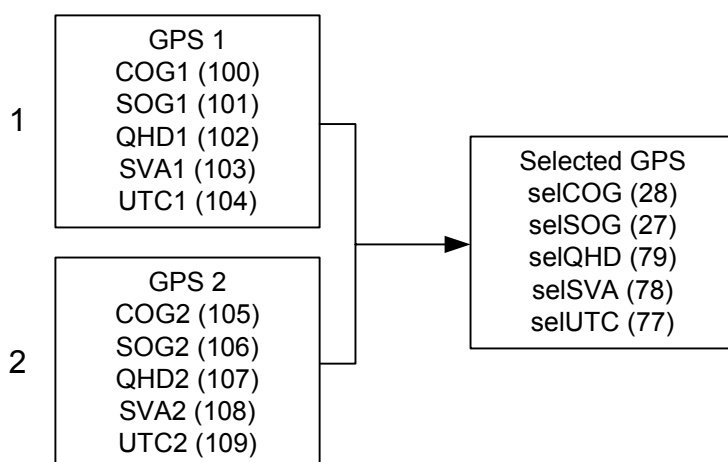 1
GPS 1
COG1 (100)
SOG1 (101)
QHD1 (102)
SVA1 (103)
UTC1 (104)
2
GPS 2
COG2 (105)
SOG2 (106)
QHD2 (107)
SVA2 (108)
UTC2 (109)
Selected GPS
selCOG (28)
selSOG (27)
selQHD (79)
selSVA (78)
selUTC (77)